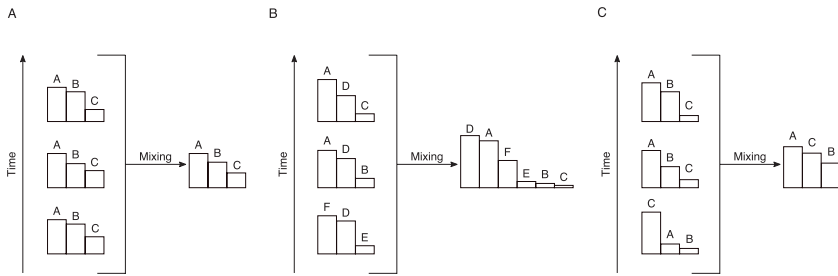 A
Time
A B C
A B C
A B C
Mixing
A B C
B
Time
A D C
A D B
F D E
Mixing
D A F E B C
C
Time
A B C
A B C
C A B
Mixing
A C B